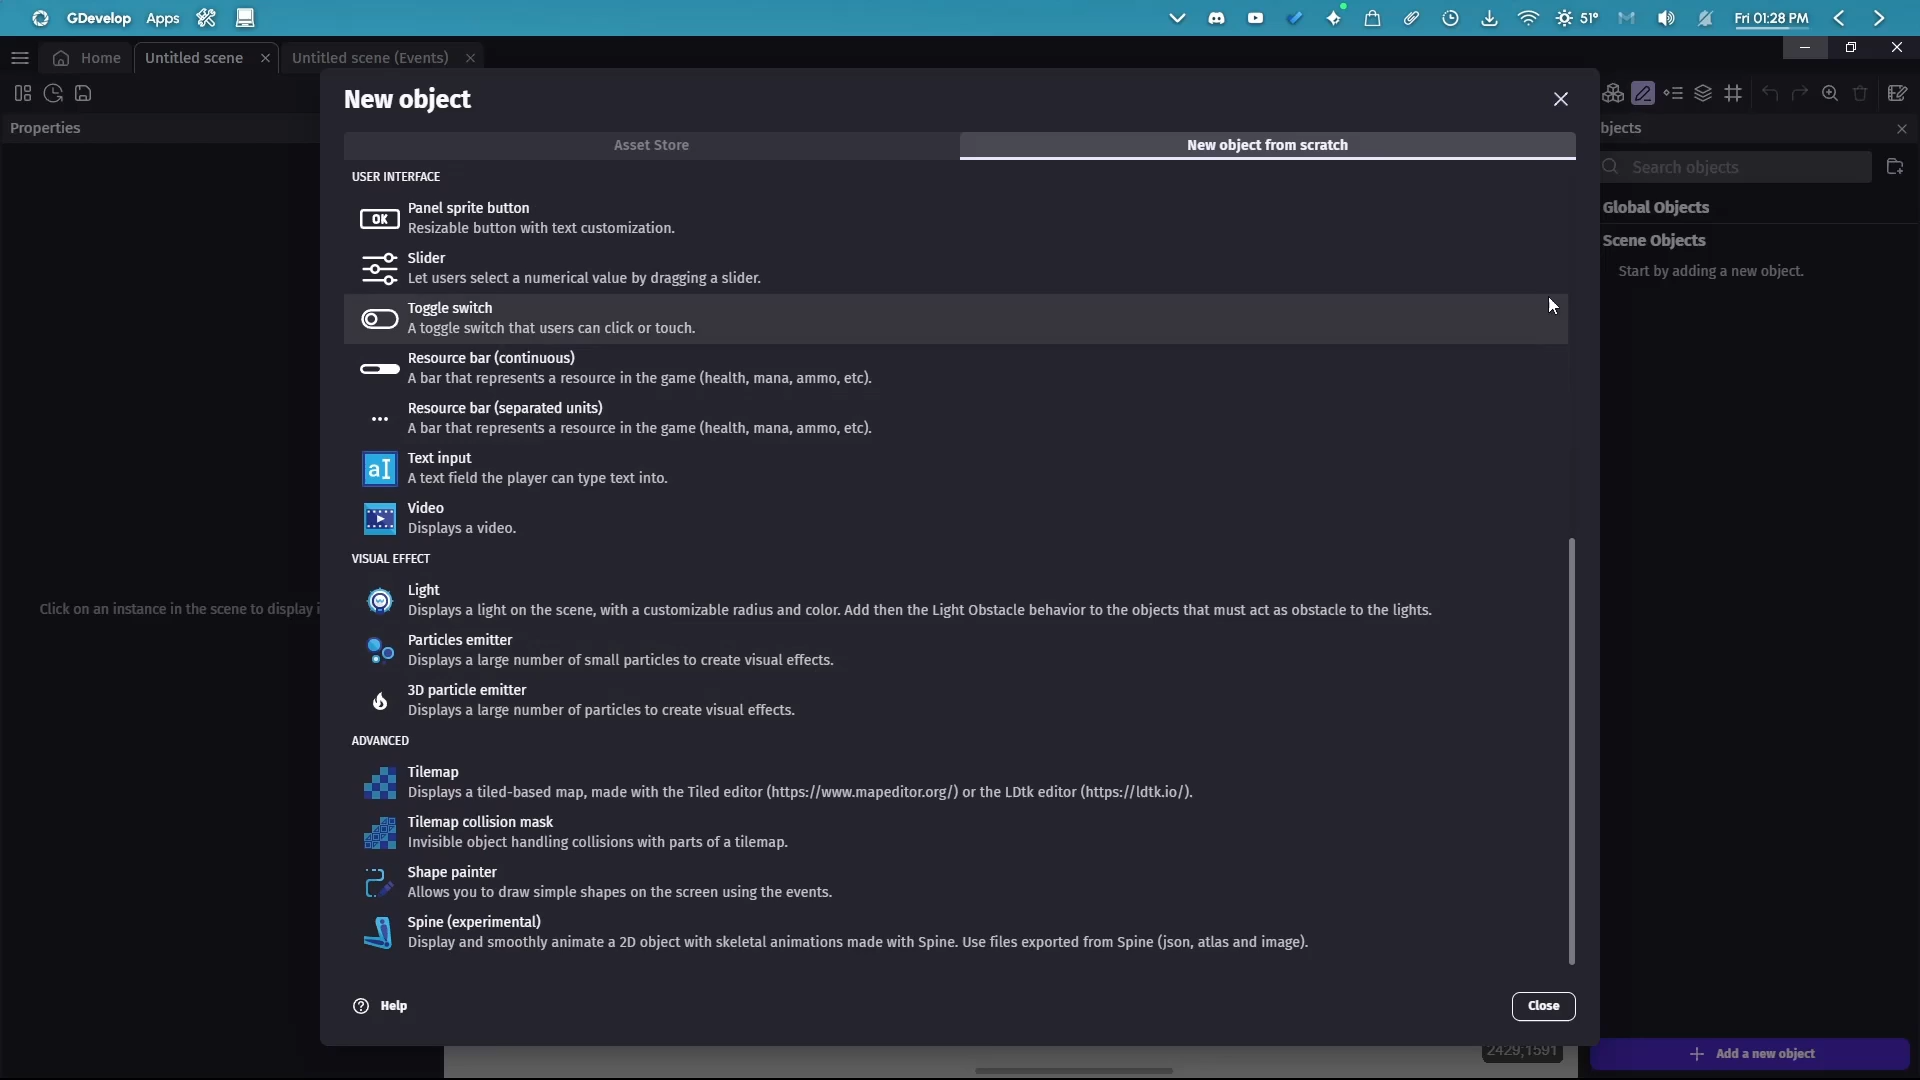 GDevelop Apps 51° Fri 01:28 PM
Home Untitled scene Untitled scene (Events)
Properties
Click on an instance in the scene to display i
New object
Asset Store New object from scratch
USER INTERFACE
OK
Panel sprite button
Resizable button with text customization.
Slider
Let users select a numerical value by dragging a slider.
Toggle switch
A toggle switch that users can click or touch.
Resource bar (continuous)
A bar that represents a resource in the game (health, mana, ammo, etc).
Resource bar (separated units)
A bar that represents a resource in the game (health, mana, ammo, etc).
aI
Text input
A text field the player can type text into.
Video
Displays a video.
VISUAL EFFECT
Light
Displays a light on the scene, with a customizable radius and color. Add then the Light Obstacle behavior to the objects that must act as obstacle to the lights.
Particles emitter
Displays a large number of small particles to create visual effects.
3D particle emitter
Displays a large number of particles to create visual effects.
ADVANCED
Tilemap
Displays a tiled-based map, made with the Tiled editor (https://www.mapeditor.org/) or the LDtk editor (https://ldtk.io/).
Tilemap collision mask
Invisible object handling collisions with parts of a tilemap.
Shape painter
Allows you to draw simple shapes on the screen using the events.
Spine (experimental)
Display and smoothly animate a 2D object with skeletal animations made with Spine. Use files exported from Spine (json, atlas and image).
Help
Close
2429;1591
bjects
Search objects
Global Objects
Scene Objects
Start by adding a new object.
Add a new object